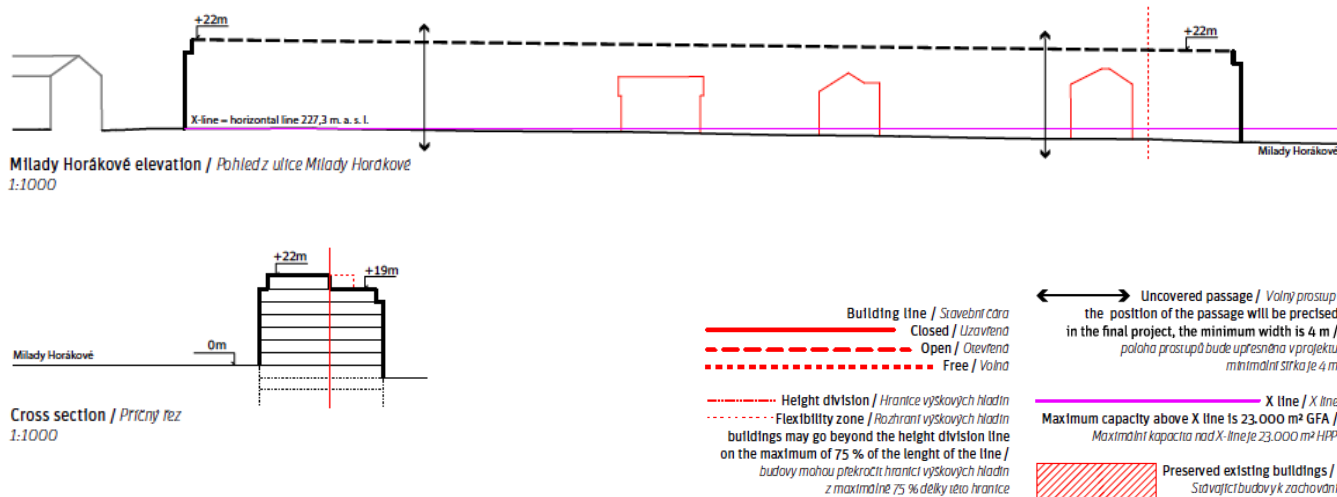 +22m
+22m
X-line = horizontal line 227,3 m. a. s. l.
Milady Horákové
Milady Horákové elevation / Pohled z ulice Milady Horákové
1:1000
+22m
+19m
0m
Milady Horákové
Cross section / Příčný řez
1:1000
Building line / Stavební čára
Closed / Uzavřená
Open / Otevřená
Free / Volná
Height division / Hranice výškových hladin
Flexibility zone / Rozhraní výškových hladin
buildings may go beyond the height division line
on the maximum of 75 % of the lenght of the line /
budovy mohou překročit hranici výškových hladin
z maximálně 75 % délky této hranice
Uncovered passage / Volný prostup
the position of the passage will be precised
in the final project, the minimum width is 4 m /
poloha prostupů bude upřesněna v projektu
minimální šířka je 4 m
X line / X line
Maximum capacity above X line is 23.000 m² GFA /
Maximální kapacita nad X-line je 23.000 m² HPP
Preserved existing buildings /
Stávající budovy k zachování